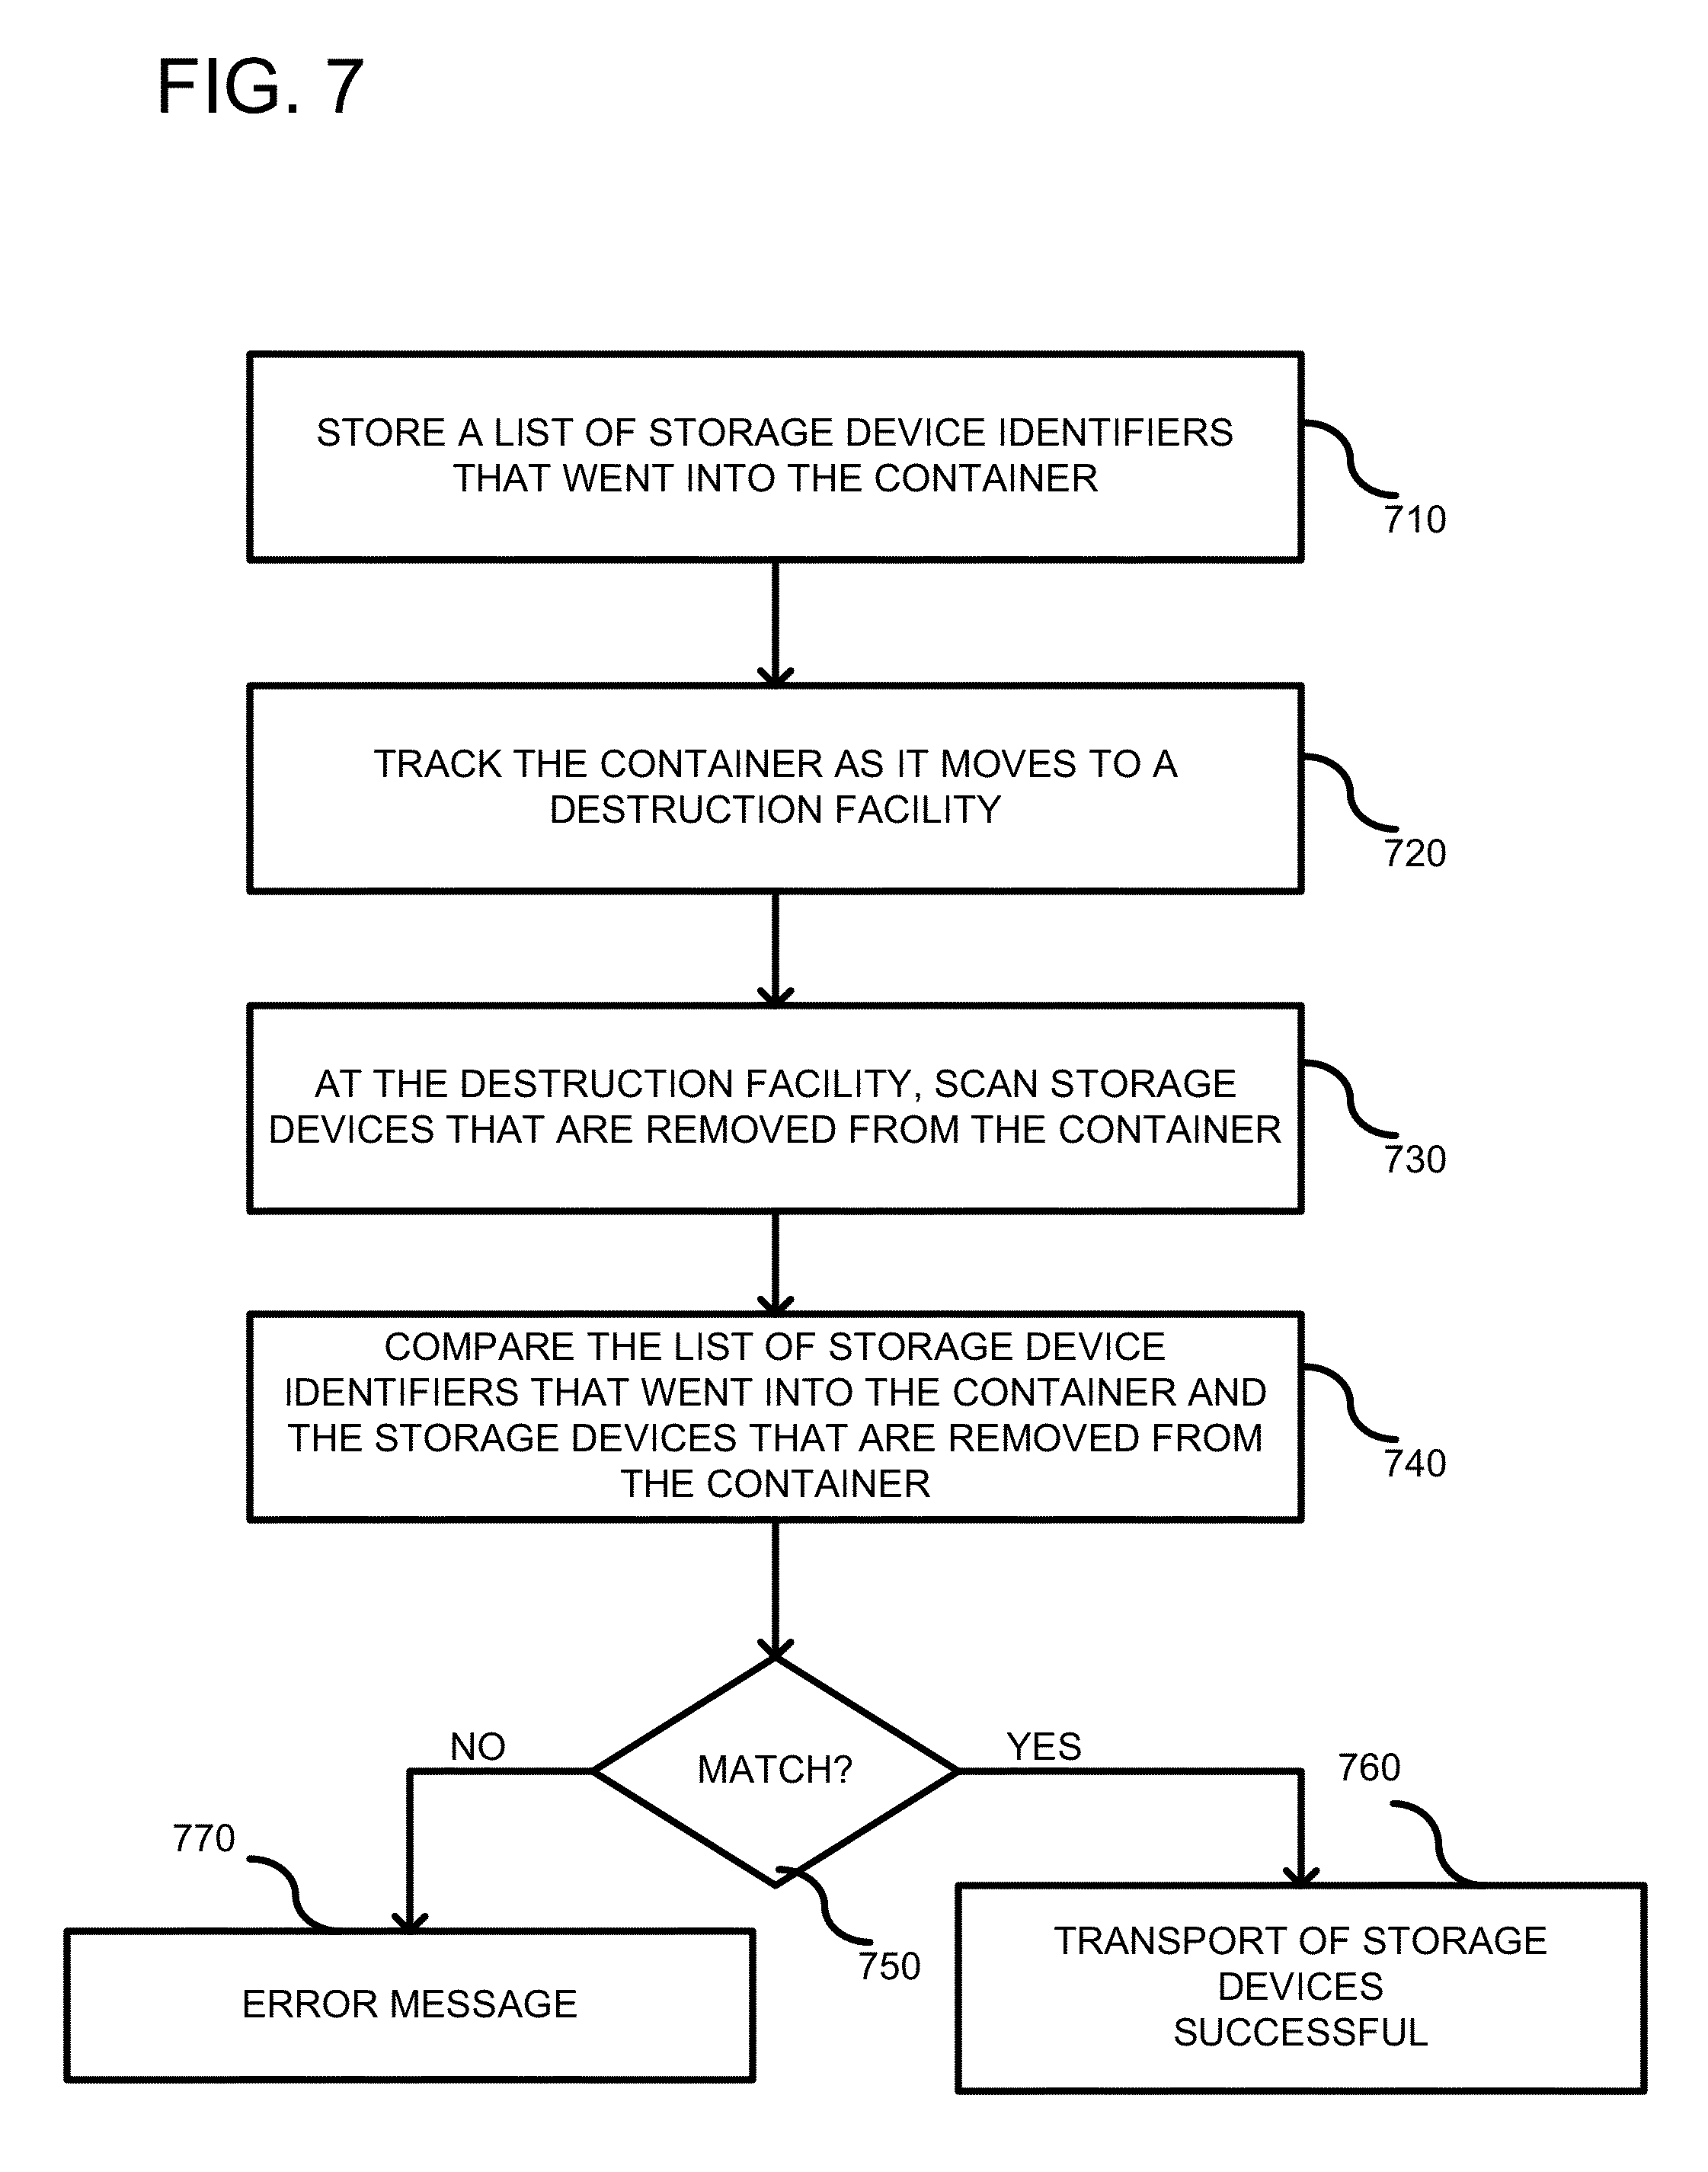 FIG. 7
STORE A LIST OF STORAGE DEVICE IDENTIFIERS
THAT WENT INTO THE CONTAINER
710
TRACK THE CONTAINER AS IT MOVES TO A
DESTRUCTION FACILITY
720
AT THE DESTRUCTION FACILITY, SCAN STORAGE
DEVICES THAT ARE REMOVED FROM THE CONTAINER
730
COMPARE THE LIST OF STORAGE DEVICE
IDENTIFIERS THAT WENT INTO THE CONTAINER AND
THE STORAGE DEVICES THAT ARE REMOVED FROM
THE CONTAINER
740
NO
MATCH?
YES
760
770
750
ERROR MESSAGE
TRANSPORT OF STORAGE
DEVICES
SUCCESSFUL